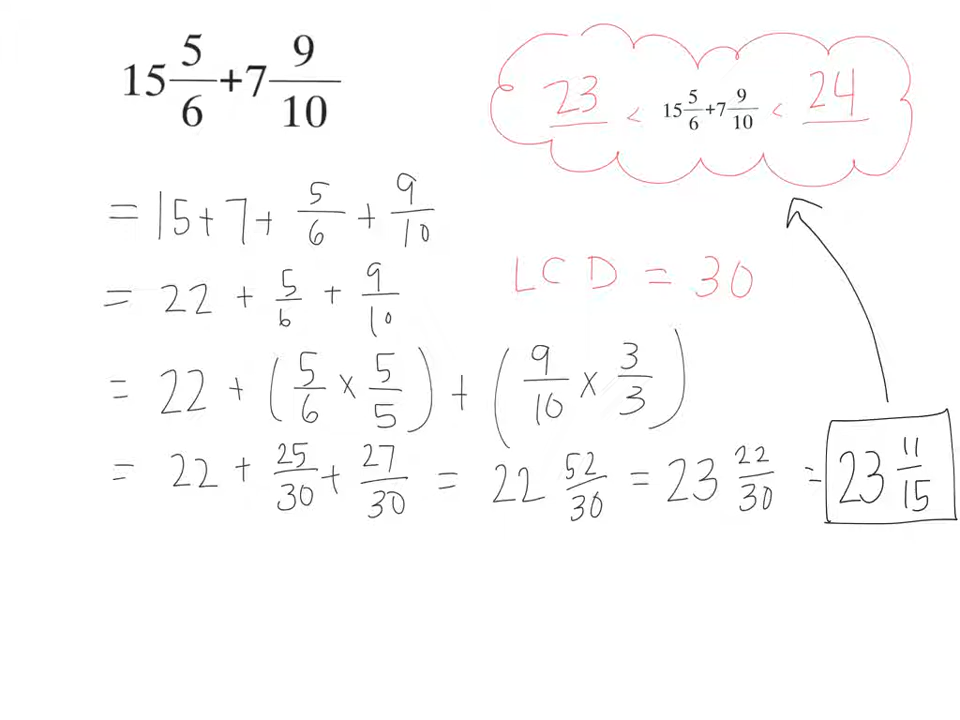 15 5/6 + 7 9/10
23 < 15 5/6 + 7 9/10 < 24
= 15 + 7 + 5/6 + 9/10
= 22 + 5/6 + 9/10
LCD = 30
= 22 + (5/6 × 5/5) + (9/10 × 3/3)
= 22 + 25/30 + 27/30 = 22 52/30 = 23 22/30 = 23 11/15